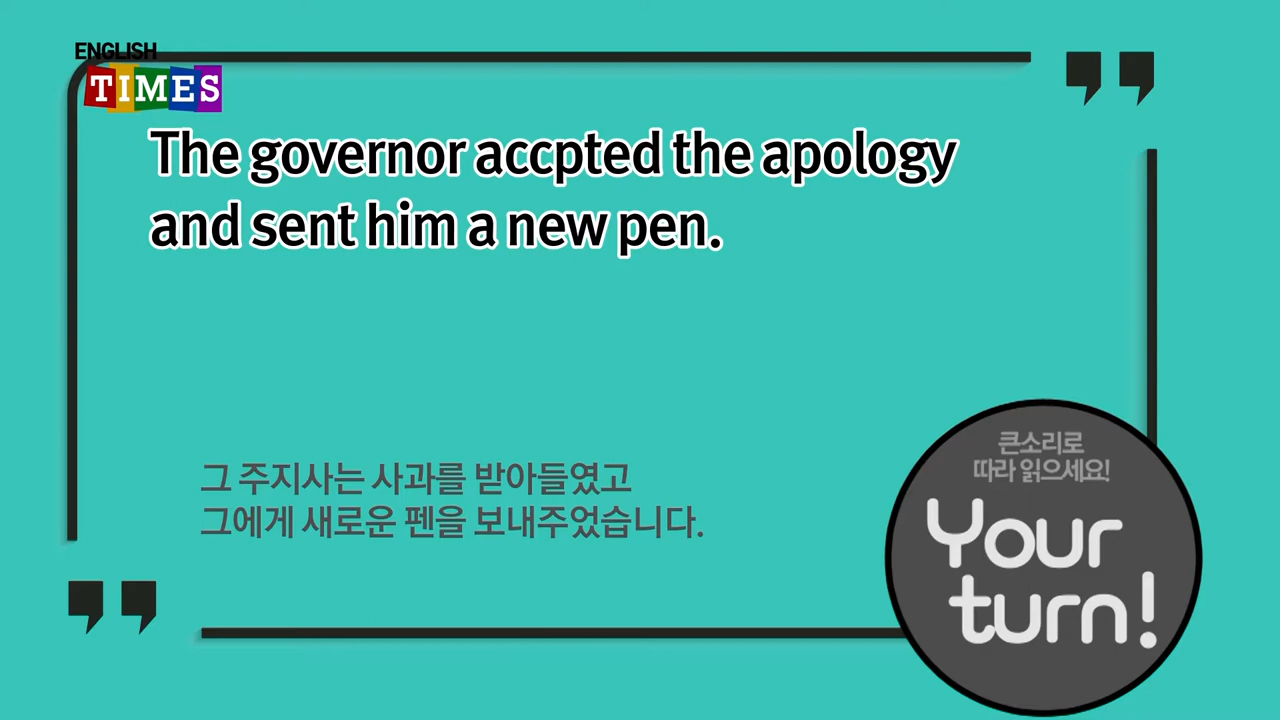 ENGLISH
TIMES
The governor accpted the apology
and sent him a new pen.
그 주지사는 사과를 받아들였고
그에게 새로운 펜을 보내주었습니다.
큰소리로
따라 읽으세요!
Your
turn!